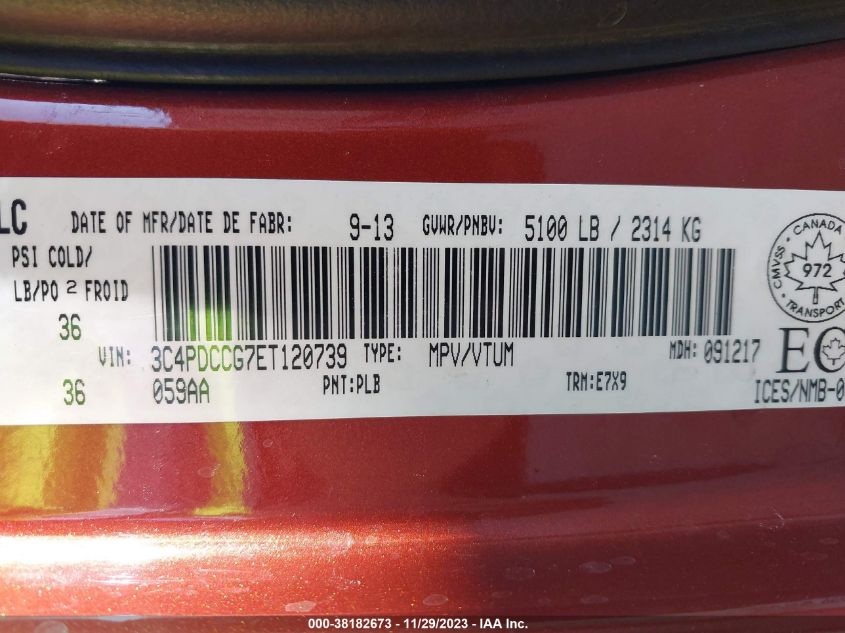 LC DATE OF MFR/DATE DE FABR: 9-13 GVWR/PNBV: 5100 LB / 2314 KG
PSI COLD/
LB/PO 2 FROID
36
VIN: 3C4PDCCG7ET120739 TYPE: MPV/VTUM MDH: 091217
36 059AA PNT:PLB TRM:E7X9
CANADA
CMVSS
972
TRANSPORT
EC
ICES/NMB-0
000-38182673 - 11/29/2023 - IAA Inc.